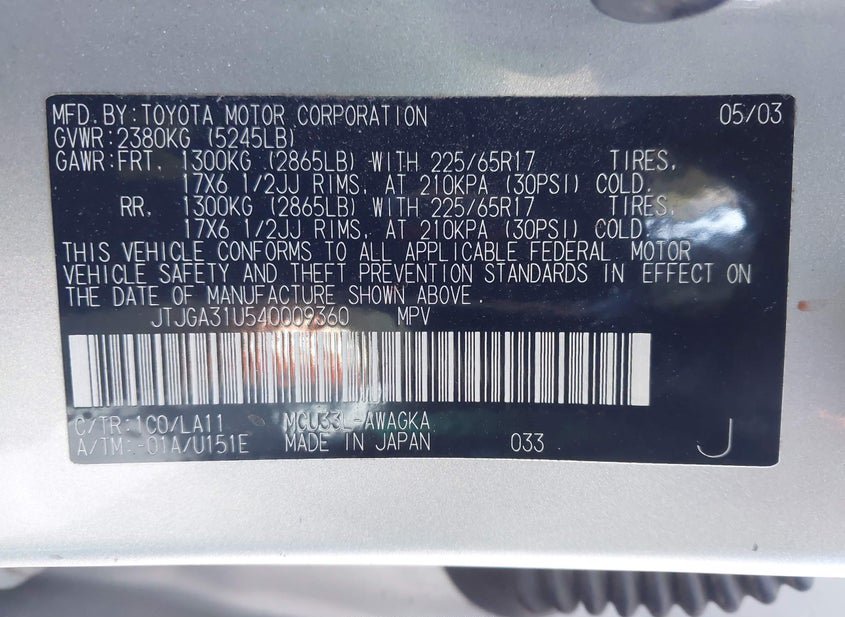 MFD.BY:TOYOTA MOTOR CORPORATION 05/03
GVWR:2380KG (5245LB)
GAWR:FRT. 1300KG (2865LB) WITH 225/65R17 TIRES,
17X6 1/2JJ RIMS, AT 210KPA (30PSI) COLD.
RR. 1300KG (2865LB) WITH 225/65R17 TIRES,
17X6 1/2JJ RIMS, AT 210KPA (30PSI) COLD.
THIS VEHICLE CONFORMS TO ALL APPLICABLE FEDERAL MOTOR
VEHICLE SAFETY AND THEFT PREVENTION STANDARDS IN EFFECT ON
THE DATE OF MANUFACTURE SHOWN ABOVE.
JTJGA31U540009360 MPV
C/TR:1C0/LA11 MCU33L-AWAGKA
A/TM:-01A/U151E MADE IN JAPAN 033 J